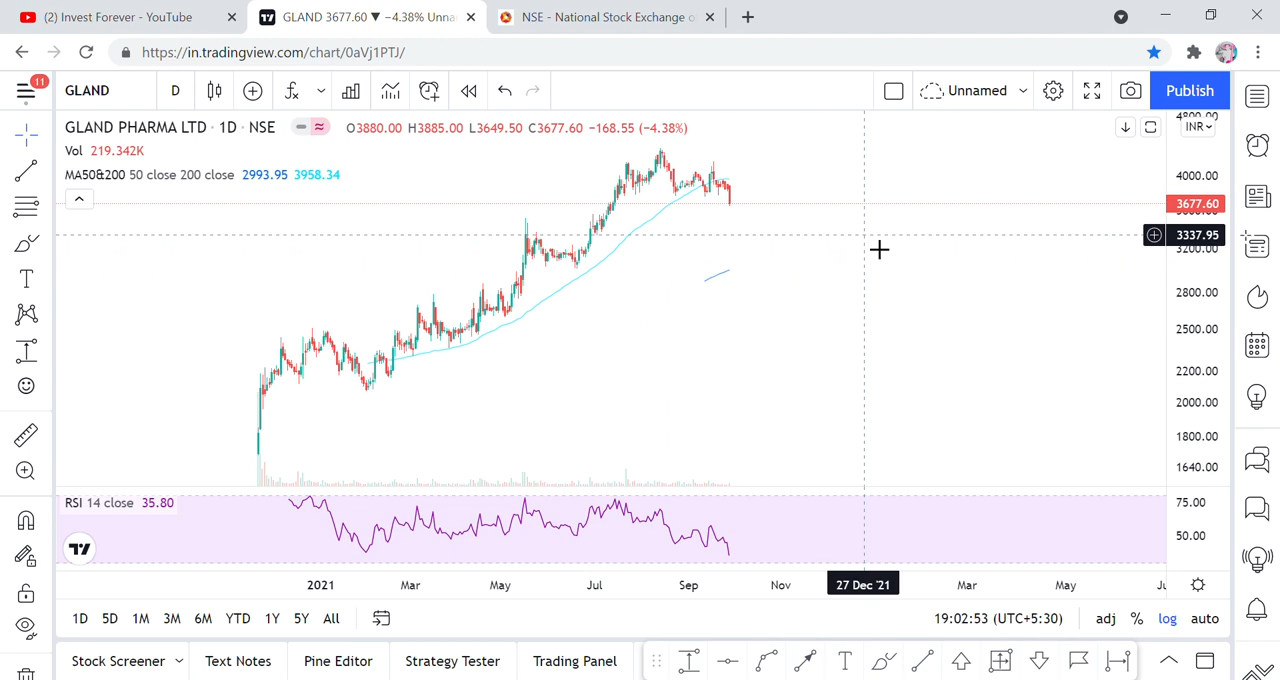 (2) Invest Forever - YouTube
GLAND 3677.60 ▼ −4.38% Unna
NSE - National Stock Exchange o
https://in.tradingview.com/chart/0aVj1PTJ/
11
GLAND
D
Unnamed
Publish
GLAND PHARMA LTD · 1D · NSE
O3880.00 H3885.00 L3649.50 C3677.60 −168.55 (−4.38%)
INR
Vol 219.342K
MA50&200 50 close 200 close 2993.95 3958.34
4800.00
4000.00
3677.60
3337.95
3200.00
2800.00
2500.00
2200.00
2000.00
1800.00
1640.00
RSI 14 close 35.80
75.00
50.00
2021 Mar May Jul Sep Nov 27 Dec '21 Mar May Ju
1D 5D 1M 3M 6M YTD 1Y 5Y All
19:02:53 (UTC+5:30) adj % log auto
Stock Screener Text Notes Pine Editor Strategy Tester Trading Panel